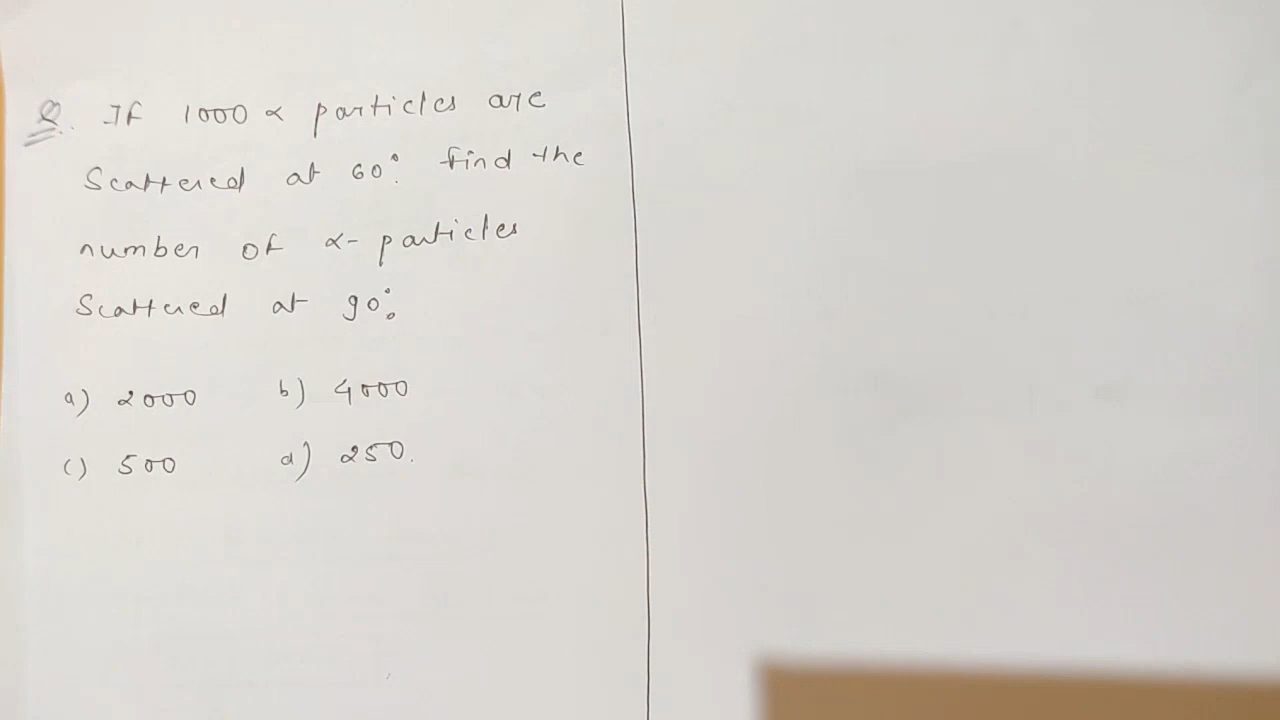 Q. If 1000 α particles are
Scattered at 60°. find the
number of α- particles
Scattered at 90°.
a) 2000 b) 4000
c) 500 d) 250.